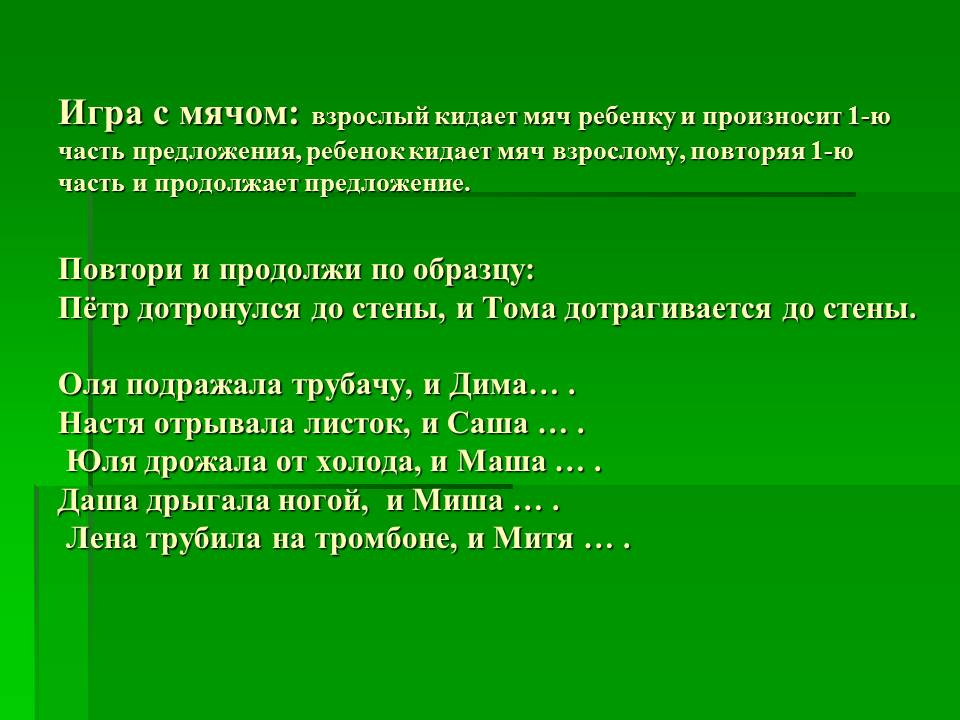 Игра с мячом: взрослый кидает мяч ребенку и произносит 1-ю
часть предложения, ребенок кидает мяч взрослому, повторяя 1-ю
часть и продолжает предложение.
Повтори и продолжи по образцу:
Пётр дотронулся до стены, и Тома дотрагивается до стены.
Оля подражала трубачу, и Дима… .
Настя отрывала листок, и Саша … .
Юля дрожала от холода, и Маша … .
Даша дрыгала ногой, и Миша … .
Лена трубила на тромбоне, и Митя … .